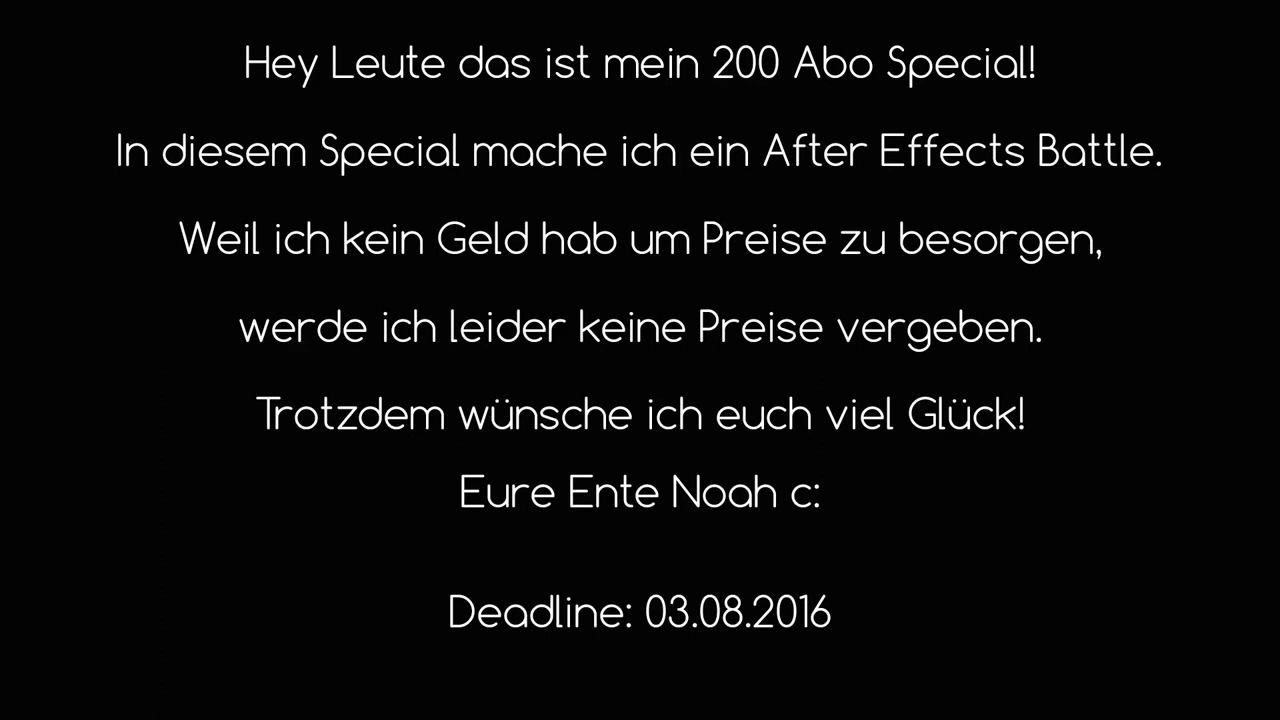 Hey Leute das ist mein 200 Abo Special!
In diesem Special mache ich ein After Effects Battle.
Weil ich kein Geld hab um Preise zu besorgen,
werde ich leider keine Preise vergeben.
Trotzdem wünsche ich euch viel Glück!
Eure Ente Noah c:
Deadline: 03.08.2016